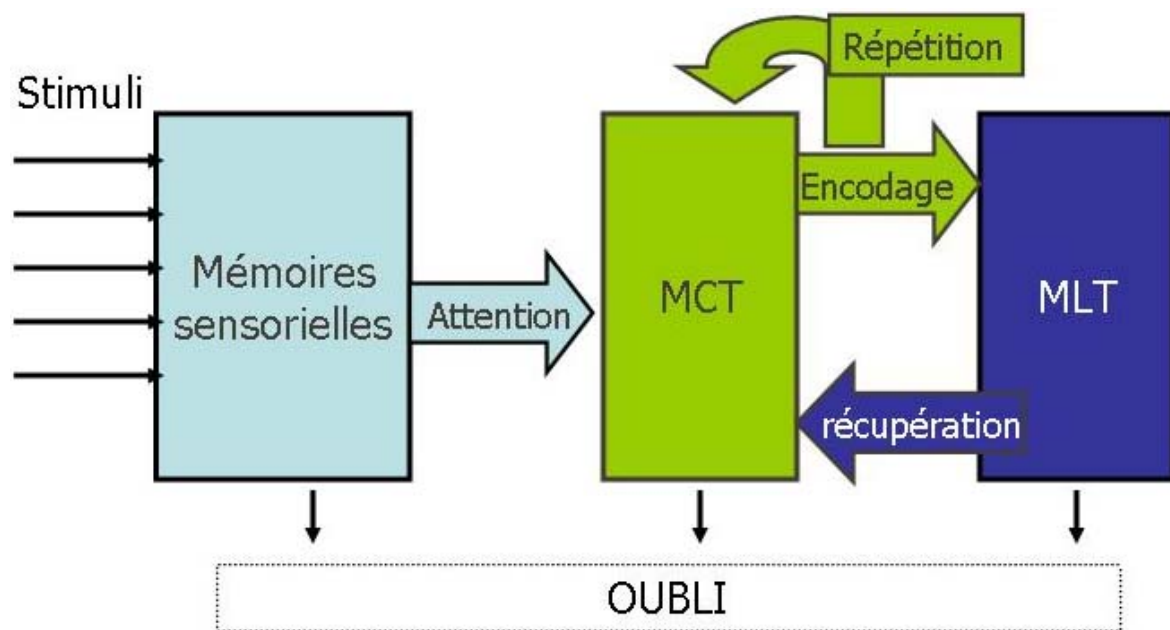 Stimuli
Mémoires
sensorielles
Attention
MCT
Répétition
Encodage
MLT
récupération
OUBLI